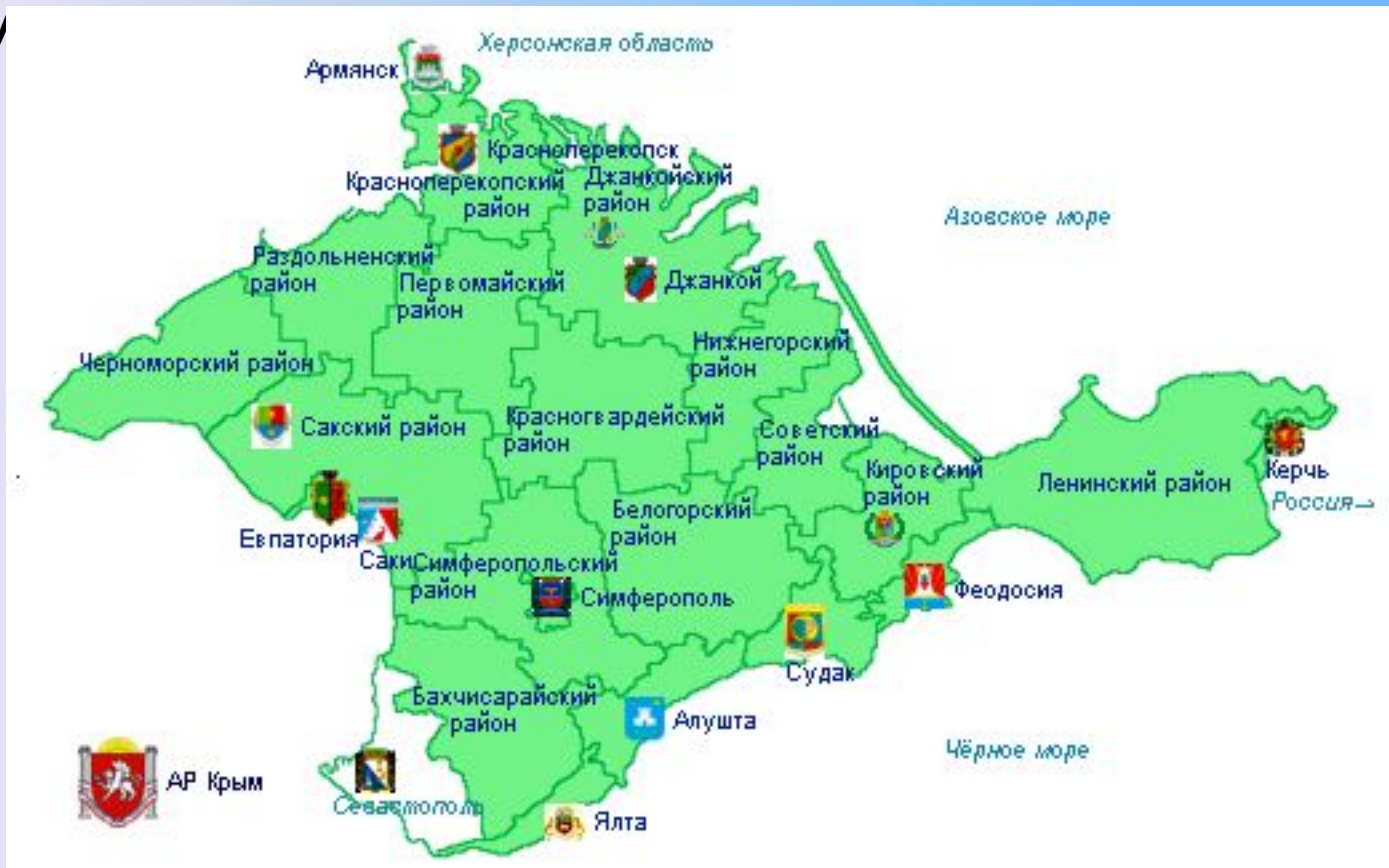 Херсонская область
Армянск
Красноперекопск
Красноперекопский
район
Джанкойский
район
Азовское море
Раздольненский
район
Первомайский
район
Джанкой
Нижнегорский
район
Черноморский район
Сакский район
Красногвардейский
район
Советский
район
Кировский
район
Ленинский район
Керчь
Россия→
Белогорский
район
Евпатория
Саки
Симферопольский
район
Симферополь
Феодосия
Судак
Бахчисарайский
район
Алушта
Чёрное море
АР Крым
Севастополь
Ялта